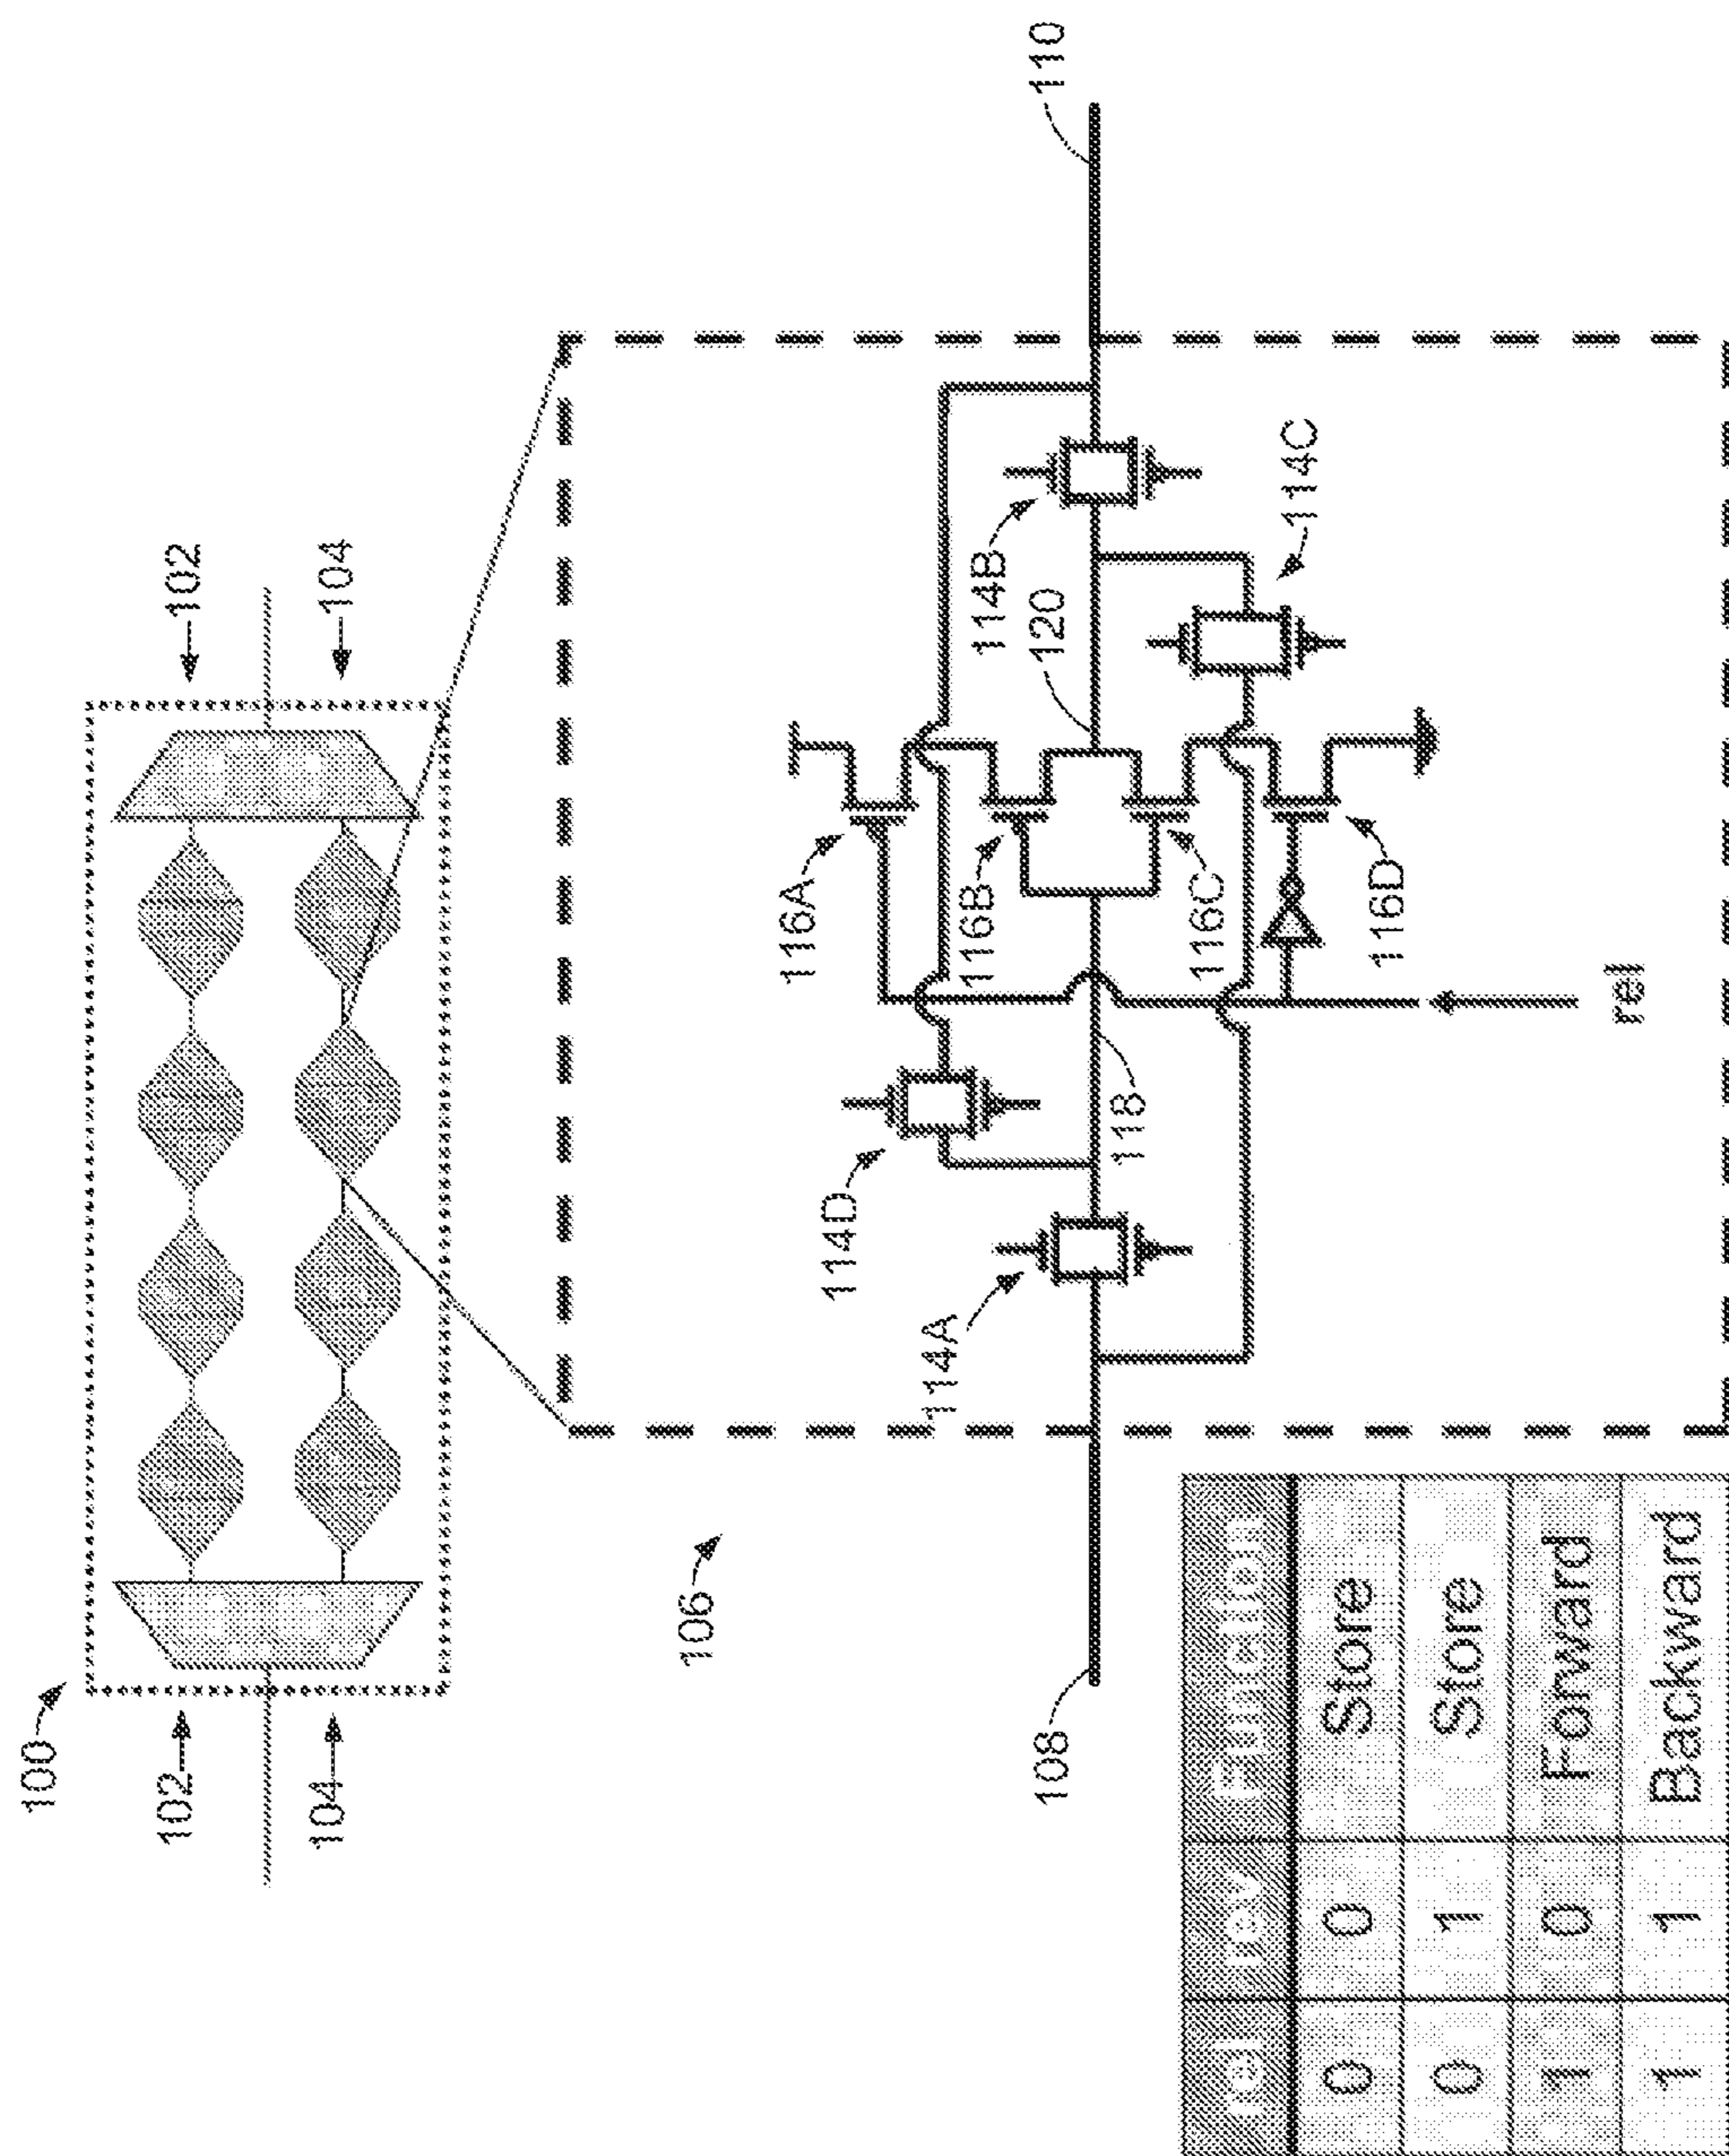 100
102
104
102
104
106
108
110
114A
114D
118
116A
116B
116C
116D
120
114B
114C
rel
rel rev Function
0 0 Store
0 1 Store
1 0 Forward
1 1 Backward